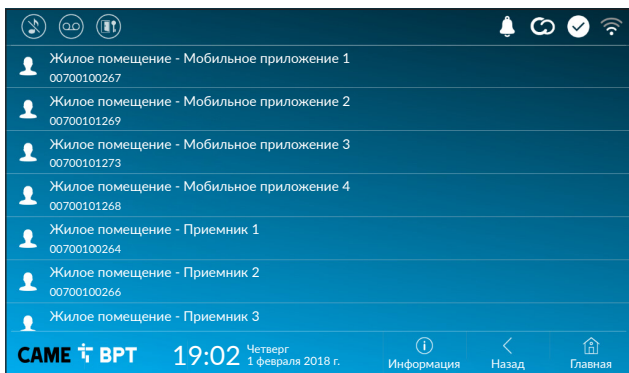 Жилое помещение - Мобильное приложение 1
00700100267
Жилое помещение - Мобильное приложение 2
00700101269
Жилое помещение - Мобильное приложение 3
00700101273
Жилое помещение - Мобильное приложение 4
00700101268
Жилое помещение - Приемник 1
00700100264
Жилое помещение - Приемник 2
00700100266
Жилое помещение - Приемник 3
CAME BPT 19:02 Четверг
1 февраля 2018 г.
Информация Назад Главная